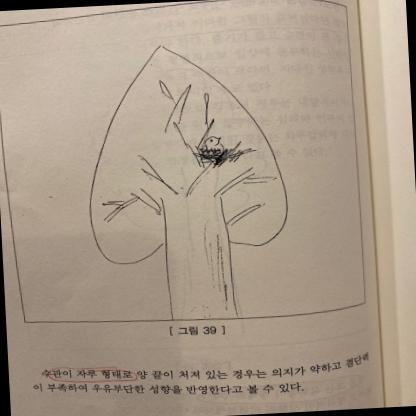 [ 그림 39 ]
수관이 자루 형태로 양 끝이 처져 있는 경우는 의지가 약하고 결단력
이 부족하여 우유부단한 성향을 반영한다고 볼 수 있다.